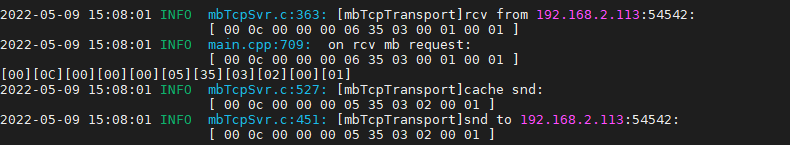 2022-05-09 15:08:01 INFO  mbTcpSvr.c:363: [mbTcpTransport]rcv from 192.168.2.113:54542:
[ 00 0c 00 00 00 06 35 03 00 01 00 01 ]
2022-05-09 15:08:01 INFO  main.cpp:709:  on rcv mb request:
[ 00 0c 00 00 00 06 35 03 00 01 00 01 ]
[00][0C][00][00][00][05][35][03][02][00][01]
2022-05-09 15:08:01 INFO  mbTcpSvr.c:527: [mbTcpTransport]cache snd:
[ 00 0c 00 00 00 05 35 03 02 00 01 ]
2022-05-09 15:08:01 INFO  mbTcpSvr.c:451: [mbTcpTransport]snd to 192.168.2.113:54542:
[ 00 0c 00 00 00 05 35 03 02 00 01 ]